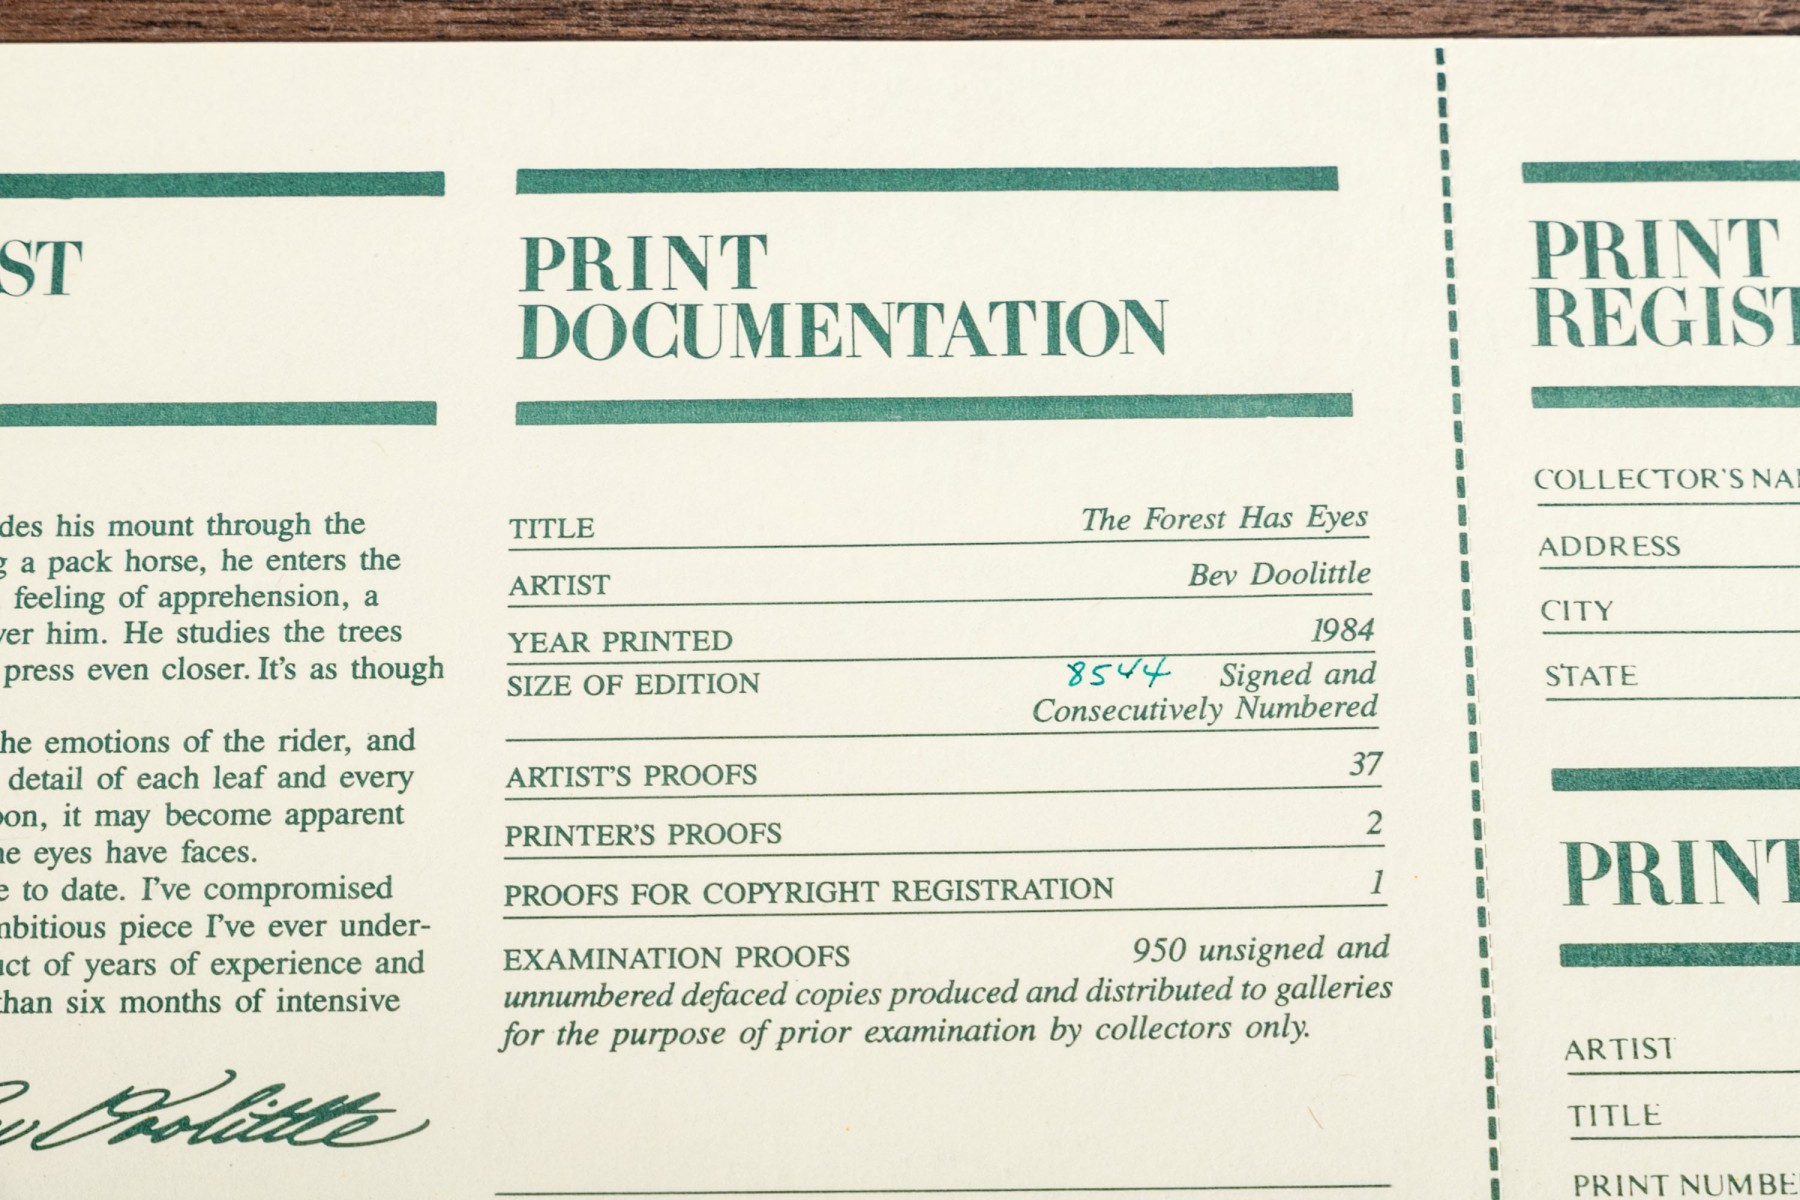 ST
des his mount through the
a pack horse, he enters the
feeling of apprehension, a
ver him. He studies the trees
press even closer. It's as though
he emotions of the rider, and
detail of each leaf and every
oon, it may become apparent
he eyes have faces.
e to date. I've compromised
mbitious piece I've ever under-
uct of years of experience and
than six months of intensive
Doolittle
PRINT
DOCUMENTATION
TITLE The Forest Has Eyes
ARTIST Bev Doolittle
YEAR PRINTED 1984
SIZE OF EDITION 8544 Signed and
Consecutively Numbered
ARTIST'S PROOFS 37
PRINTER'S PROOFS 2
PROOFS FOR COPYRIGHT REGISTRATION 1
EXAMINATION PROOFS 950 unsigned and
unnumbered defaced copies produced and distributed to galleries
for the purpose of prior examination by collectors only.
PRINT
REGIST
COLLECTOR'S NA
ADDRESS
CITY
STATE
PRINT
ARTIST
TITLE
PRINT NUMBE